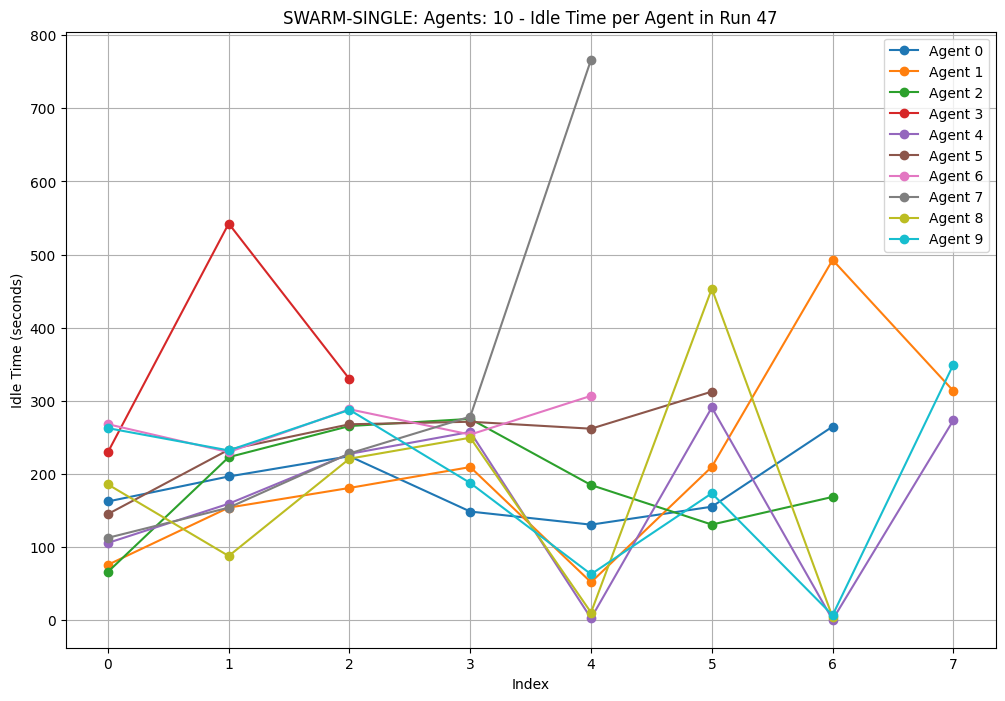 SWARM-SINGLE: Agents: 10 - Idle Time per Agent in Run 47
800
700
600
500
400
300
200
100
0
Idle Time (seconds)
Agent 0
Agent 1
Agent 2
Agent 3
Agent 4
Agent 5
Agent 6
Agent 7
Agent 8
Agent 9
0 1 2 3 4 5 6 7
Index